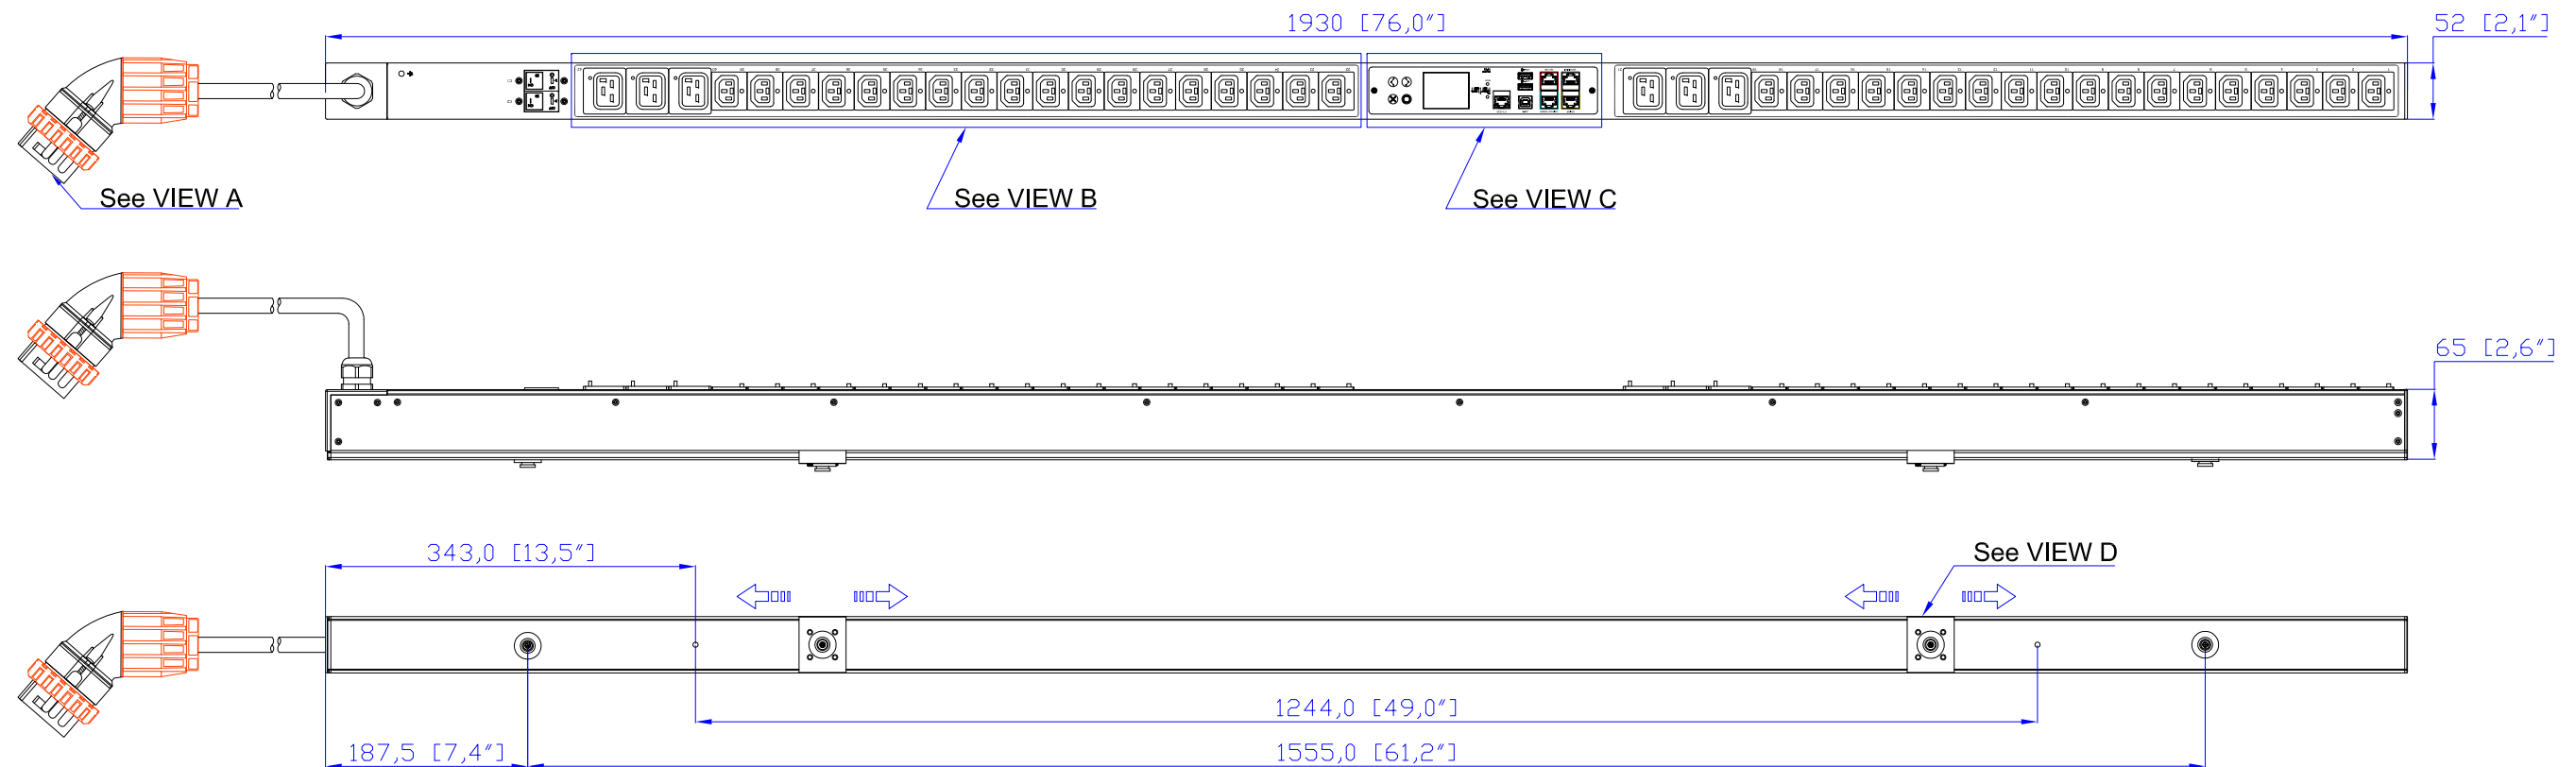 1930 [76,0"]
52 [2,1"]
See VIEW A
See VIEW B
See VIEW C
65 [2,6"]
343,0 [13,5"]
See VIEW D
1244,0 [49,0"]
187,5 [7,4"]
1555,0 [61,2"]